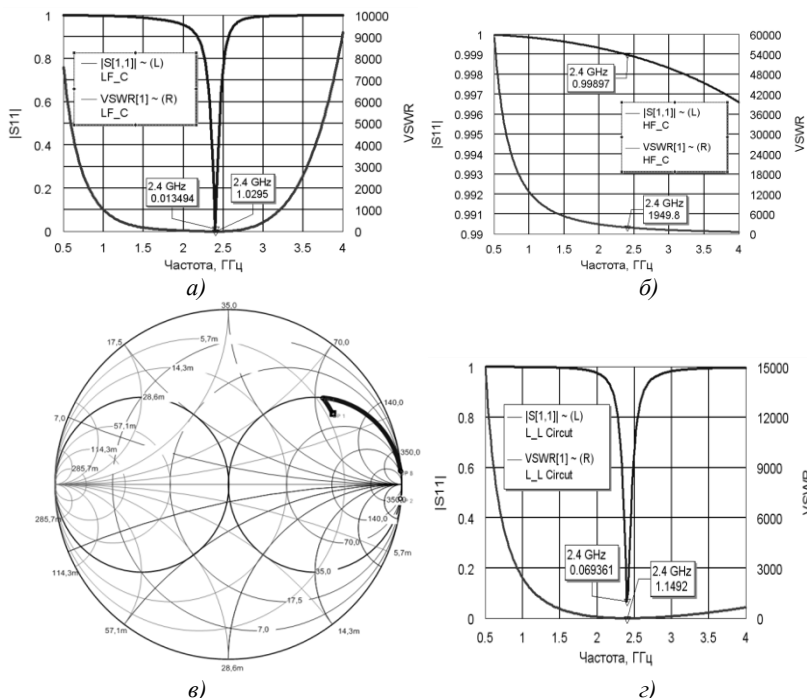 |S11|
1
0.8
0.6
0.4
0.2
0
VSWR
10000
9000
8000
7000
6000
5000
4000
3000
2000
1000
0
|S[1,1]| ~ (L)
LF_C
VSWR[1] ~ (R)
LF_C
2.4 GHz
0.013494
2.4 GHz
1.0295
0.5 1 1.5 2 2.5 3 3.5 4
Частота, ГГц
а)
|S11|
1
0.999
0.998
0.997
0.996
0.995
0.994
0.993
0.992
0.991
0.99
VSWR
60000
54000
48000
42000
36000
30000
24000
18000
12000
6000
0
2.4 GHz
0.99897
|S[1,1]| ~ (L)
HF_C
VSWR[1] ~ (R)
HF_C
2.4 GHz
1949.8
0.5 1 1.5 2 2.5 3 3.5 4
Частота, ГГц
б)
35,0
17,5 5,7m 70,0
14,3m
28,6m 140,0
7,0 57,1m
114,3m 350,0
285,7m
285,7m 350,0
140,0
114,3m 70,0 5,7m
35,0
17,5
57,1m 7,0 14,3m
28,6m
в)
|S11|
1
0.8
0.6
0.4
0.2
0
VSWR
15000
12000
9000
6000
3000
0
|S[1,1]| ~ (L)
L_L Circut
VSWR[1] ~ (R)
L_L Circut
2.4 GHz
0.069361
2.4 GHz
1.1492
0.5 1 1.5 2 2.5 3 3.5 4
Частота, ГГц
г)